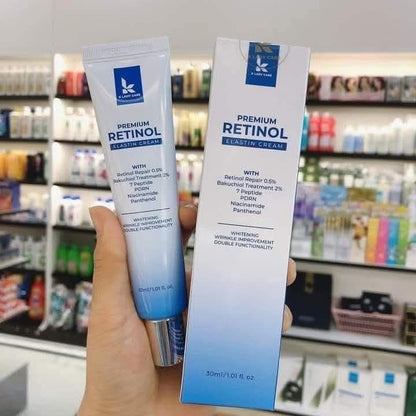 K LADY CARE
PREMIUM
RETINOL
ELASTIN CREAM
WITH
Retinol Repair 0.5%
Bakuchiol Treatment 2%
7 Peptide
PDRN
Niacinamide
Panthenol
WHITENING
WRINKLE IMPROVEMENT
DOUBLE FUNCTIONALITY
30ml/1.01 fl. oz.
K LADY CARE
PREMIUM
RETINOL
ELASTIN CREAM
WITH
Retinol Repair 0.5%
Bakuchiol Treatment 2%
7 Peptide
PDRN
Niacinamide
Panthenol
WHITENING
WRINKLE IMPROVEMENT
DOUBLE FUNCTIONALITY
30ml/1.01 fl. oz.